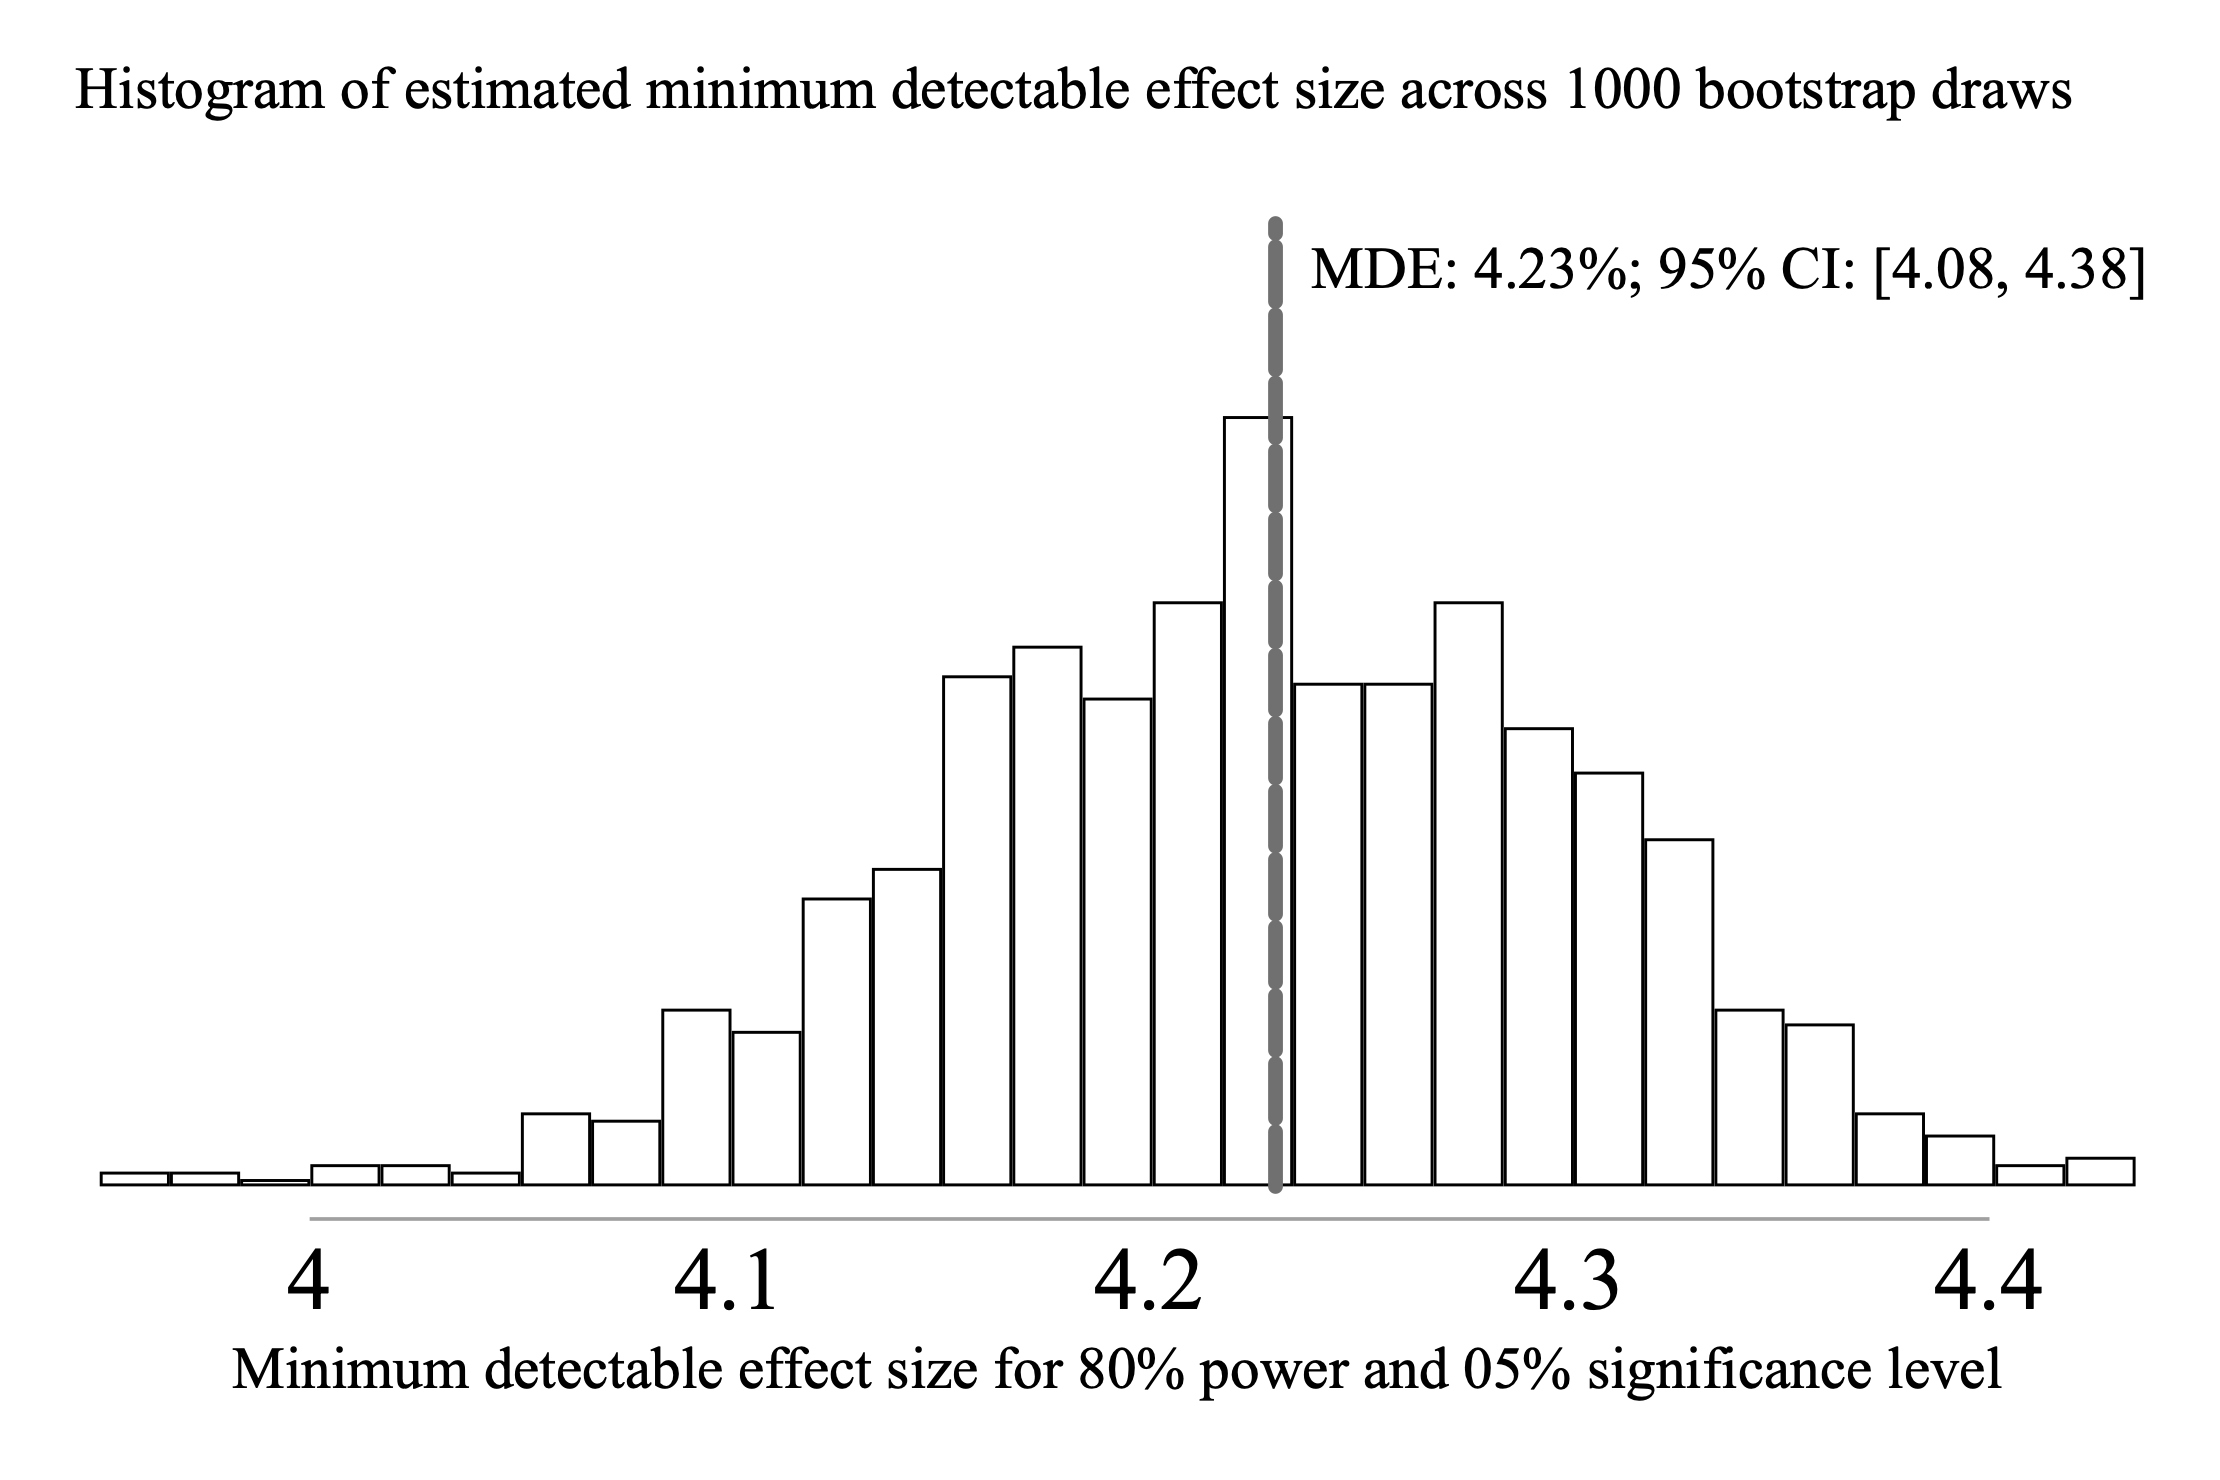 Histogram of estimated minimum detectable effect size across 1000 bootstrap draws
MDE: 4.23%; 95% CI: [4.08, 4.38]
4 4.1 4.2 4.3 4.4
Minimum detectable effect size for 80% power and 05% significance level